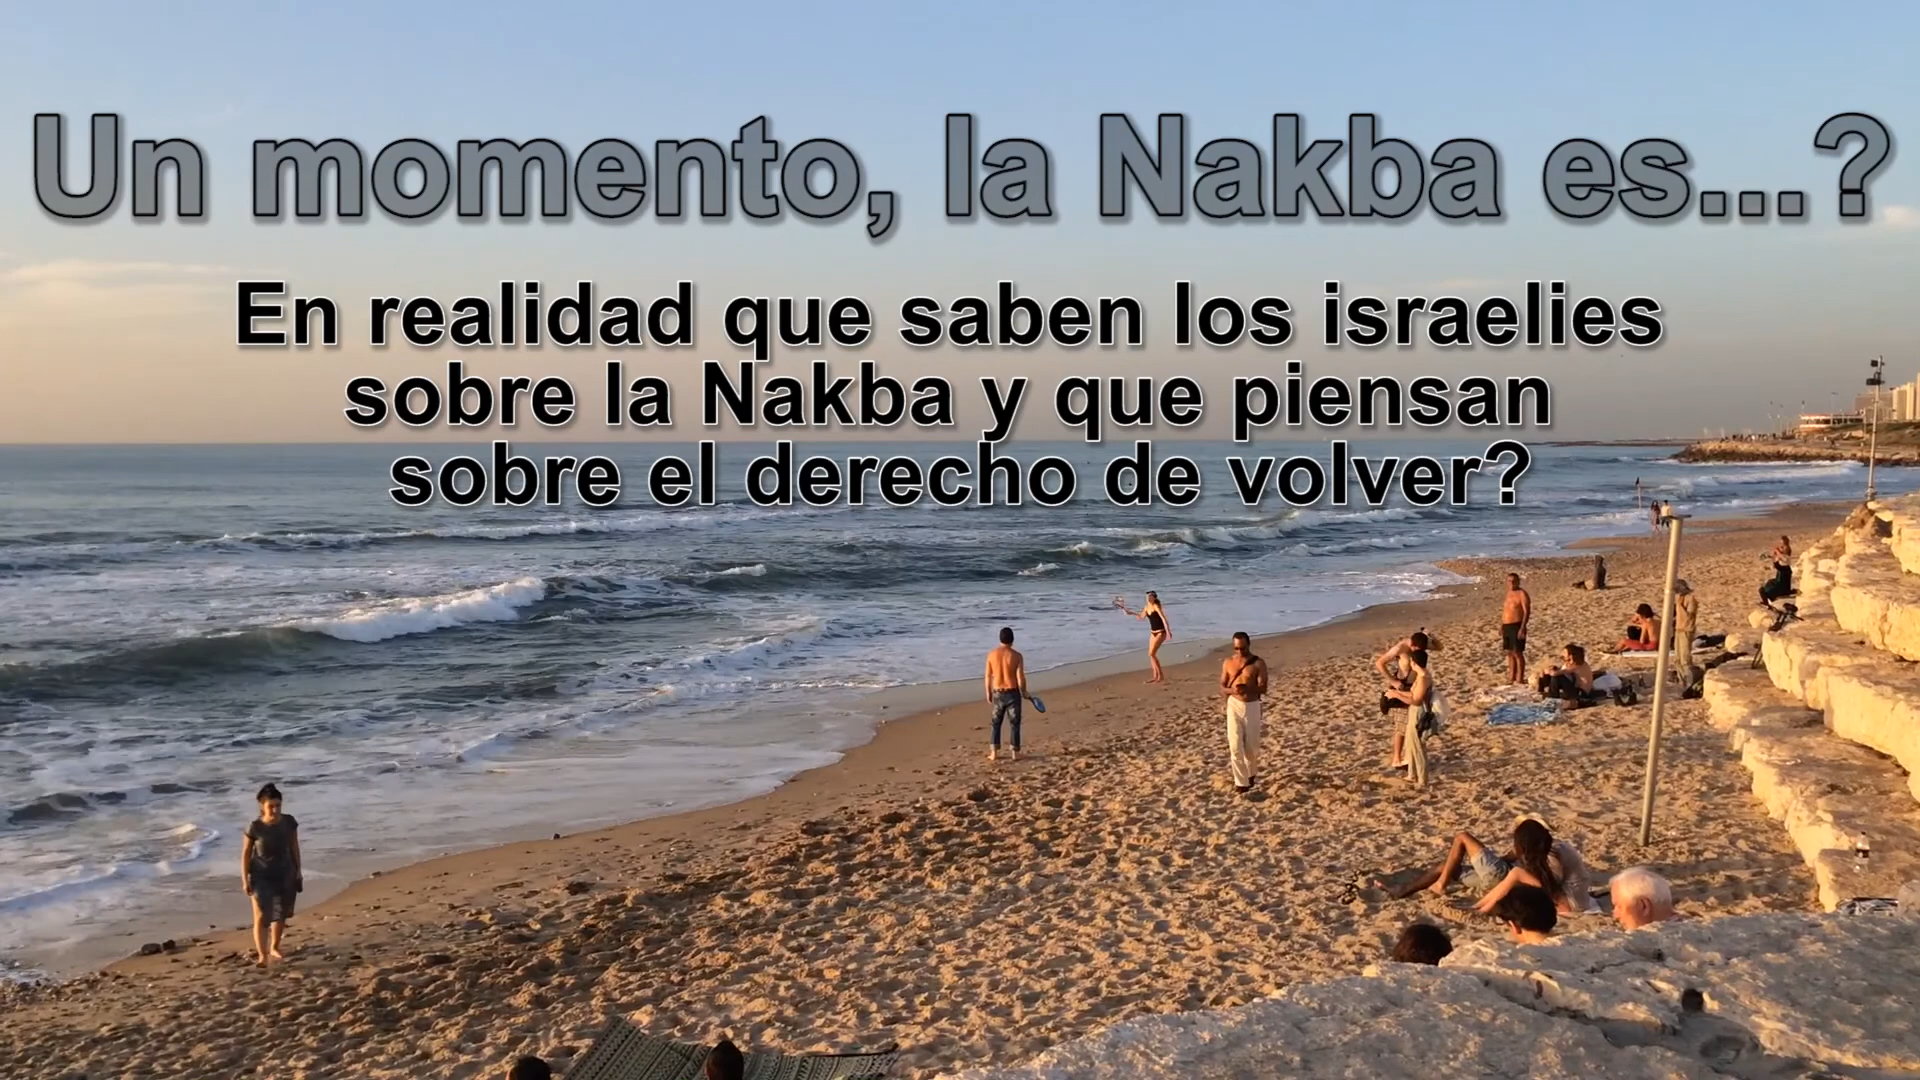 Un momento, la Nakba es...?
En realidad que saben los israelies
sobre la Nakba y que piensan
sobre el derecho de volver?